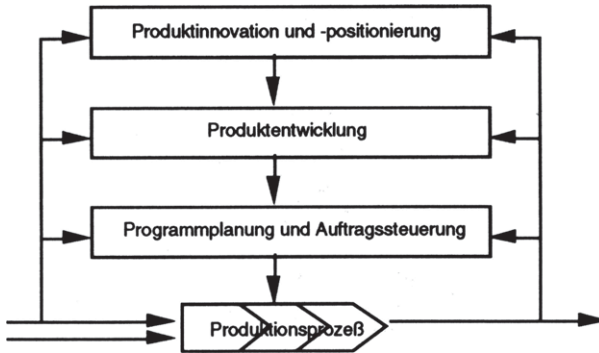 Produktinnovation und -positionierung
Produktentwicklung
Programmplanung und Auftragssteuerung
Produktionsprozeß